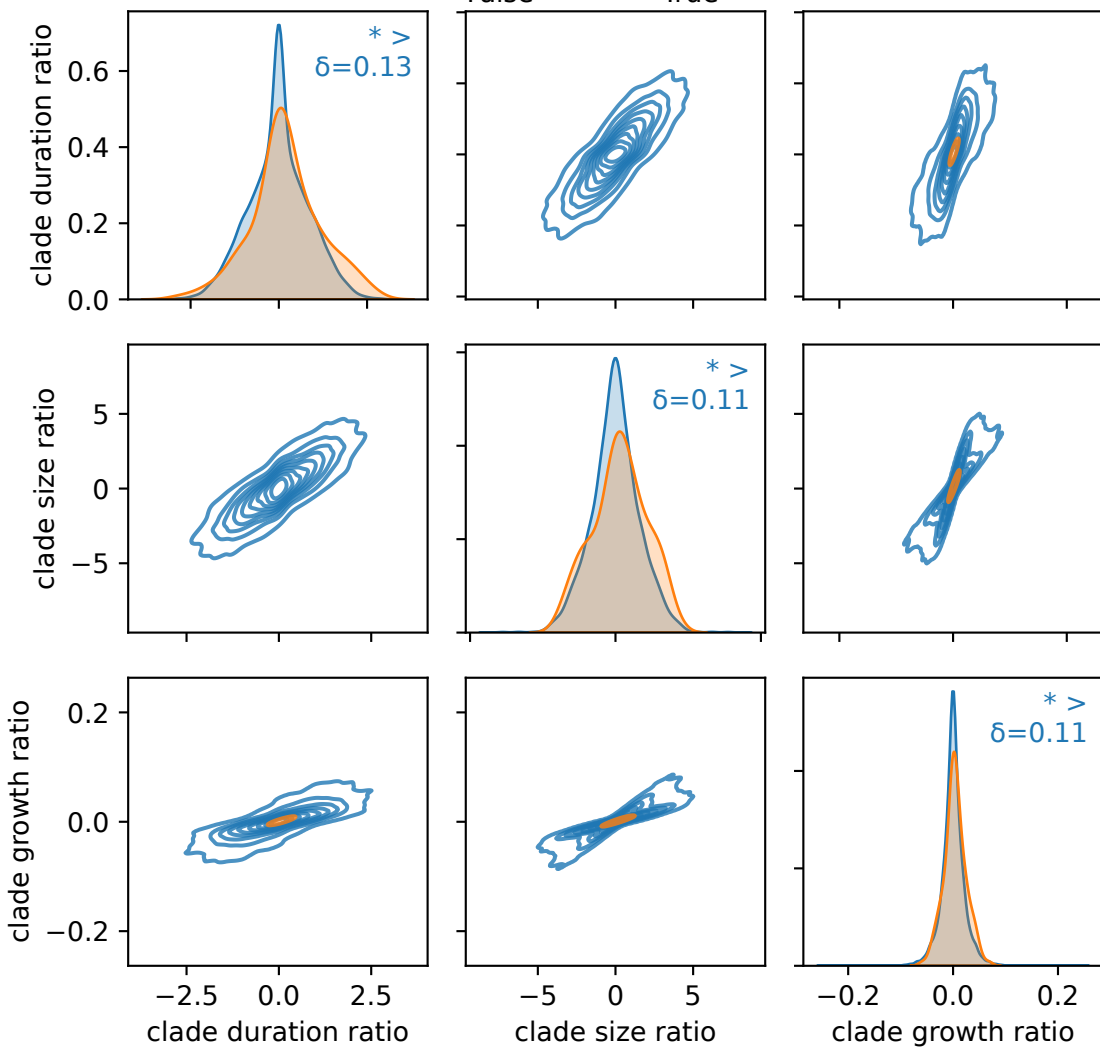 clade duration ratio
0.6
0.4
0.2
0.0
* >
δ=0.13
clade size ratio
5
0
−5
* >
δ=0.11
clade growth ratio
0.2
0.0
−0.2
* >
δ=0.11
−2.5 0.0 2.5
−5 0 5
−0.2 0.0 0.2
clade duration ratio
clade size ratio
clade growth ratio